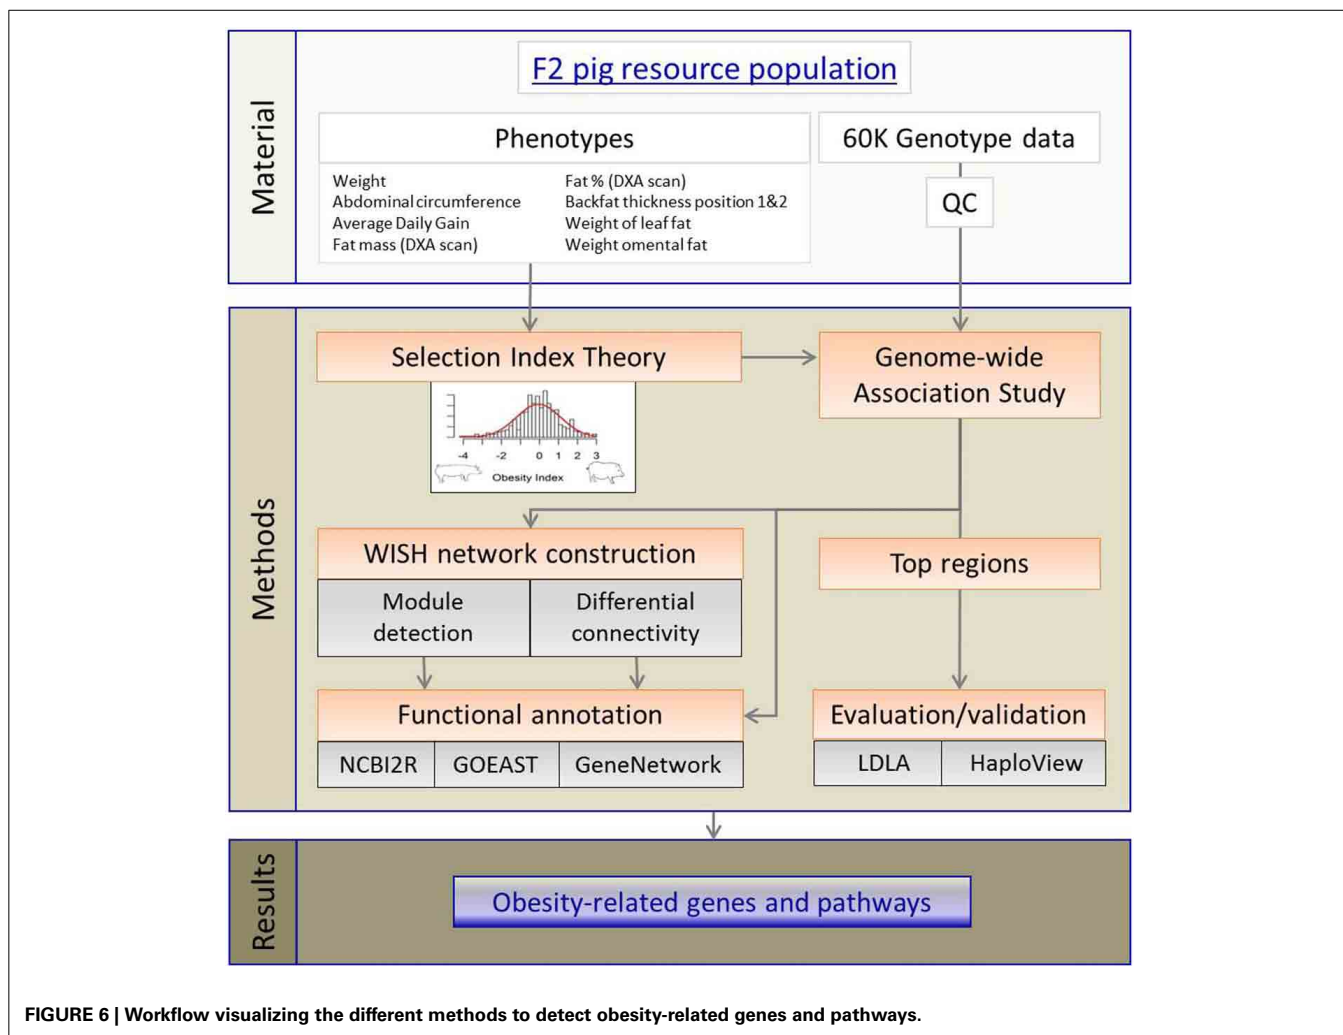 Material
F2 pig resource population
Phenotypes
Weight
Abdominal circumference
Average Daily Gain
Fat mass (DXA scan)
Fat % (DXA scan)
Backfat thickness position 1&2
Weight of leaf fat
Weight omental fat
60K Genotype data
QC
Methods
Selection Index Theory
-4 -2 0 1 2 3
Obesity Index
Genome-wide
Association Study
WISH network construction
Module
detection
Differential
connectivity
Top regions
Functional annotation
NCBI2R
GOEAST
GeneNetwork
Evaluation/validation
LDLA
HaploView
Results
Obesity-related genes and pathways
FIGURE 6 | Workflow visualizing the different methods to detect obesity-related genes and pathways.